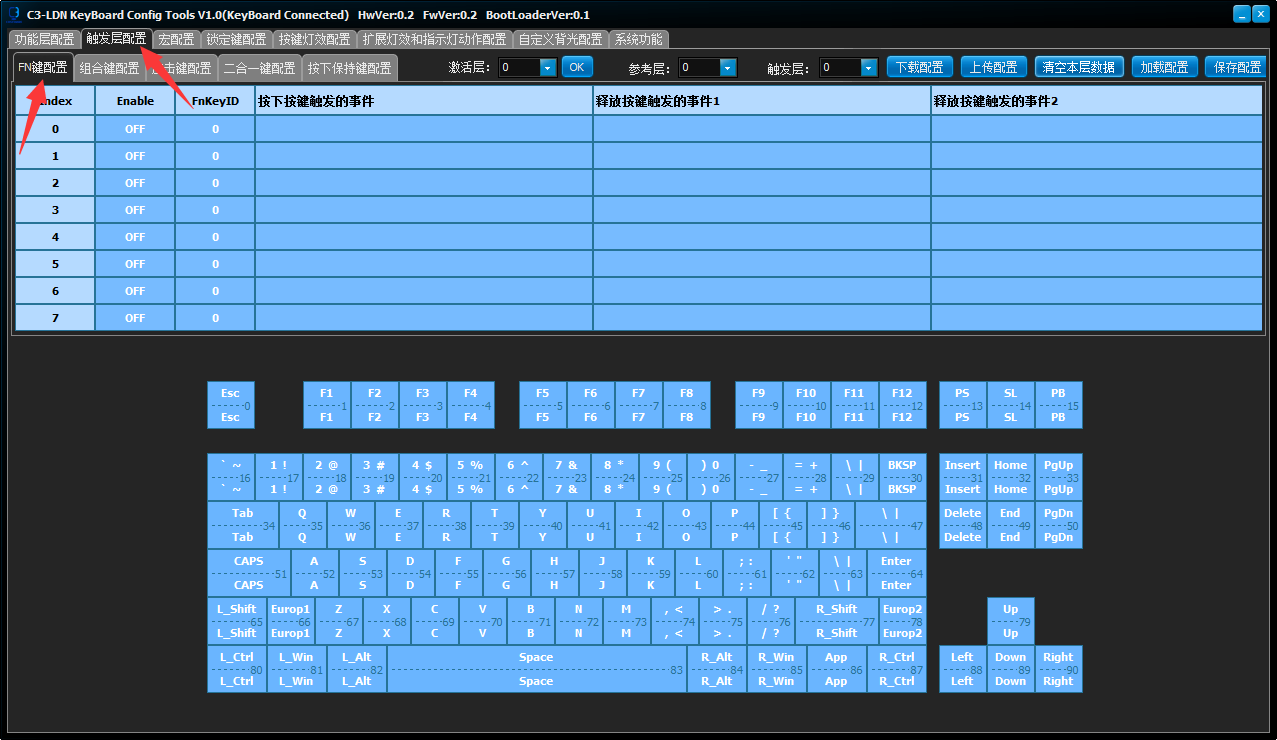 C3-LDN KeyBoard Config Tools V1.0(KeyBoard Connected) HwVer:0.2 FwVer:0.2 BootLoaderVer:0.1
功能层配置 触发层配置 宏配置 锁定键配置 按键灯效配置 扩展灯效和指示灯动作配置 自定义背光配置 系统功能
FN键配置 组合键配置 击键配置 二合一键配置 按下保持键配置 激活层: 0 OK 参考层: 0 触发层: 0 下载配置 上传配置 清空本层数据 加载配置 保存配置
Index Enable FnKeyID 按下按键触发的事件 释放按键触发的事件1 释放按键触发的事件2
0 OFF 0
1 OFF 0
2 OFF 0
3 OFF 0
4 OFF 0
5 OFF 0
6 OFF 0
7 OFF 0
Esc F1 F2 F3 F4 F5 F6 F7 F8 F9 F10 F11 F12 PS SL PB
0 1 2 3 4 5 6 7 8 9 10 11 12 13 14 15
Esc F1 F2 F3 F4 F5 F6 F7 F8 F9 F10 F11 F12 PS SL PB
` ~ 1 ! 2 @ 3 # 4 $ 5 % 6 ^ 7 & 8 * 9 ( ) 0 - _ = + \ | BKSP Insert Home PgUp
16 17 18 19 20 21 22 23 24 25 26 27 28 29 30 31 32 33
` ~ 1 ! 2 @ 3 # 4 $ 5 % 6 ^ 7 & 8 * 9 ( ) 0 - _ = + \ | BKSP Insert Home PgUp
Tab Q W E R T Y U I O P [ { ] } \ | Delete End PgDn
34 35 36 37 38 39 40 41 42 43 44 45 46 47 48 49 50
Tab Q W E R T Y U I O P [ { ] } \ | Delete End PgDn
CAPS A S D F G H J K L ; : ' " \ | Enter
51 52 53 54 55 56 57 58 59 60 61 62 63 64
CAPS A S D F G H J K L ; : ' " \ | Enter
L_Shift Europ1 Z X C V B N M , < > . / ? R_Shift Europ2 Up
65 66 67 68 69 70 71 72 73 74 75 76 77 78 79
L_Shift Europ1 Z X C V B N M , < > . / ? R_Shift Europ2 Up
L_Ctrl L_Win L_Alt Space R_Alt R_Win App R_Ctrl Left Down Right
80 81 82 83 84 85 86 87 88 89 90
L_Ctrl L_Win L_Alt Space R_Alt R_Win App R_Ctrl Left Down Right